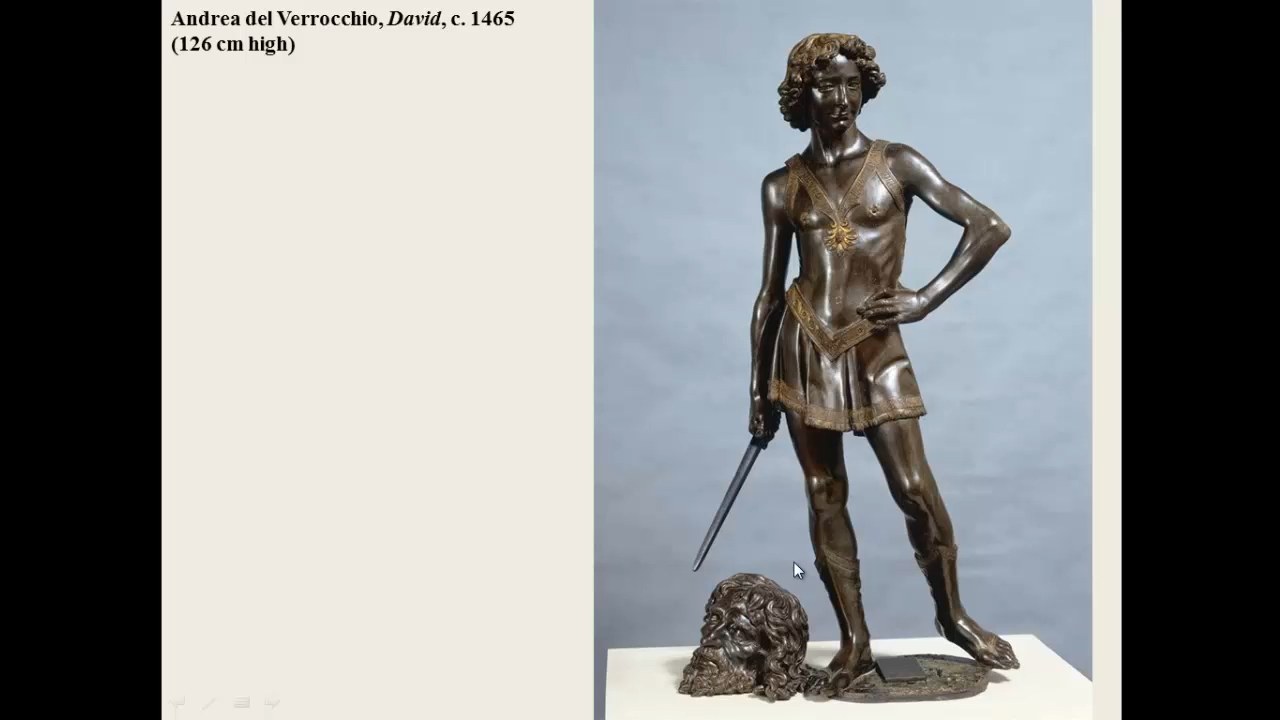 Andrea del Verrocchio, David, c. 1465
(126 cm high)